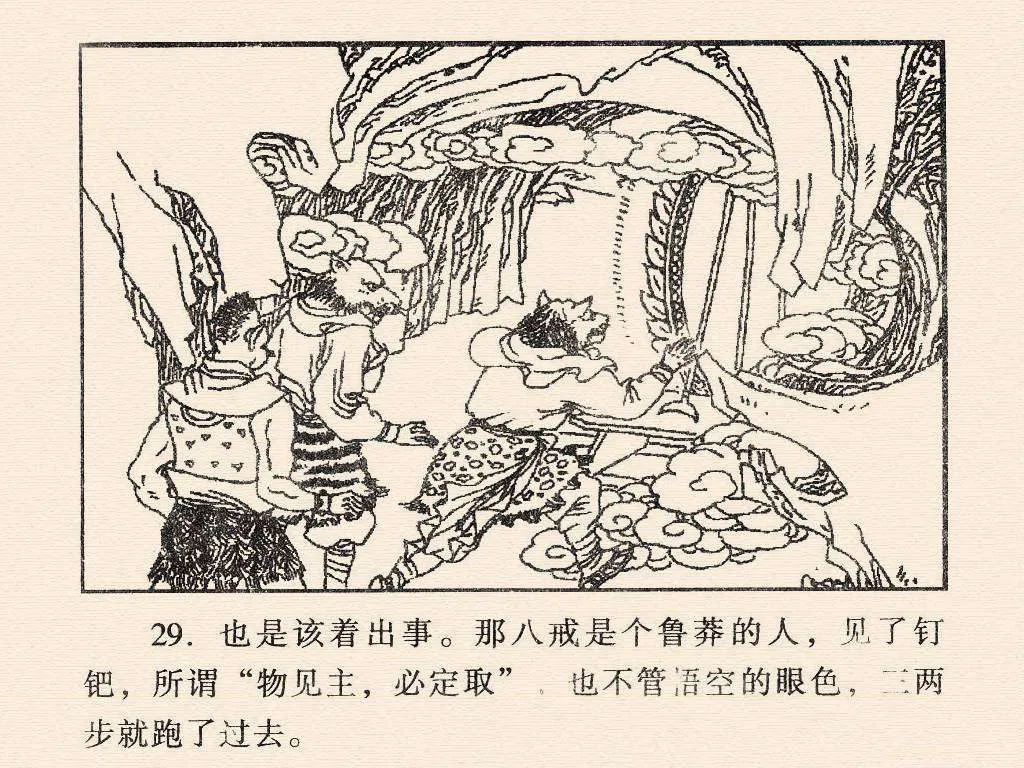 29. 也是该着出事。那八戒是个鲁莽的人，见了钉
钯，所谓“物见主，必定取”，也不管悟空的眼色，三两
步就跑了过去。